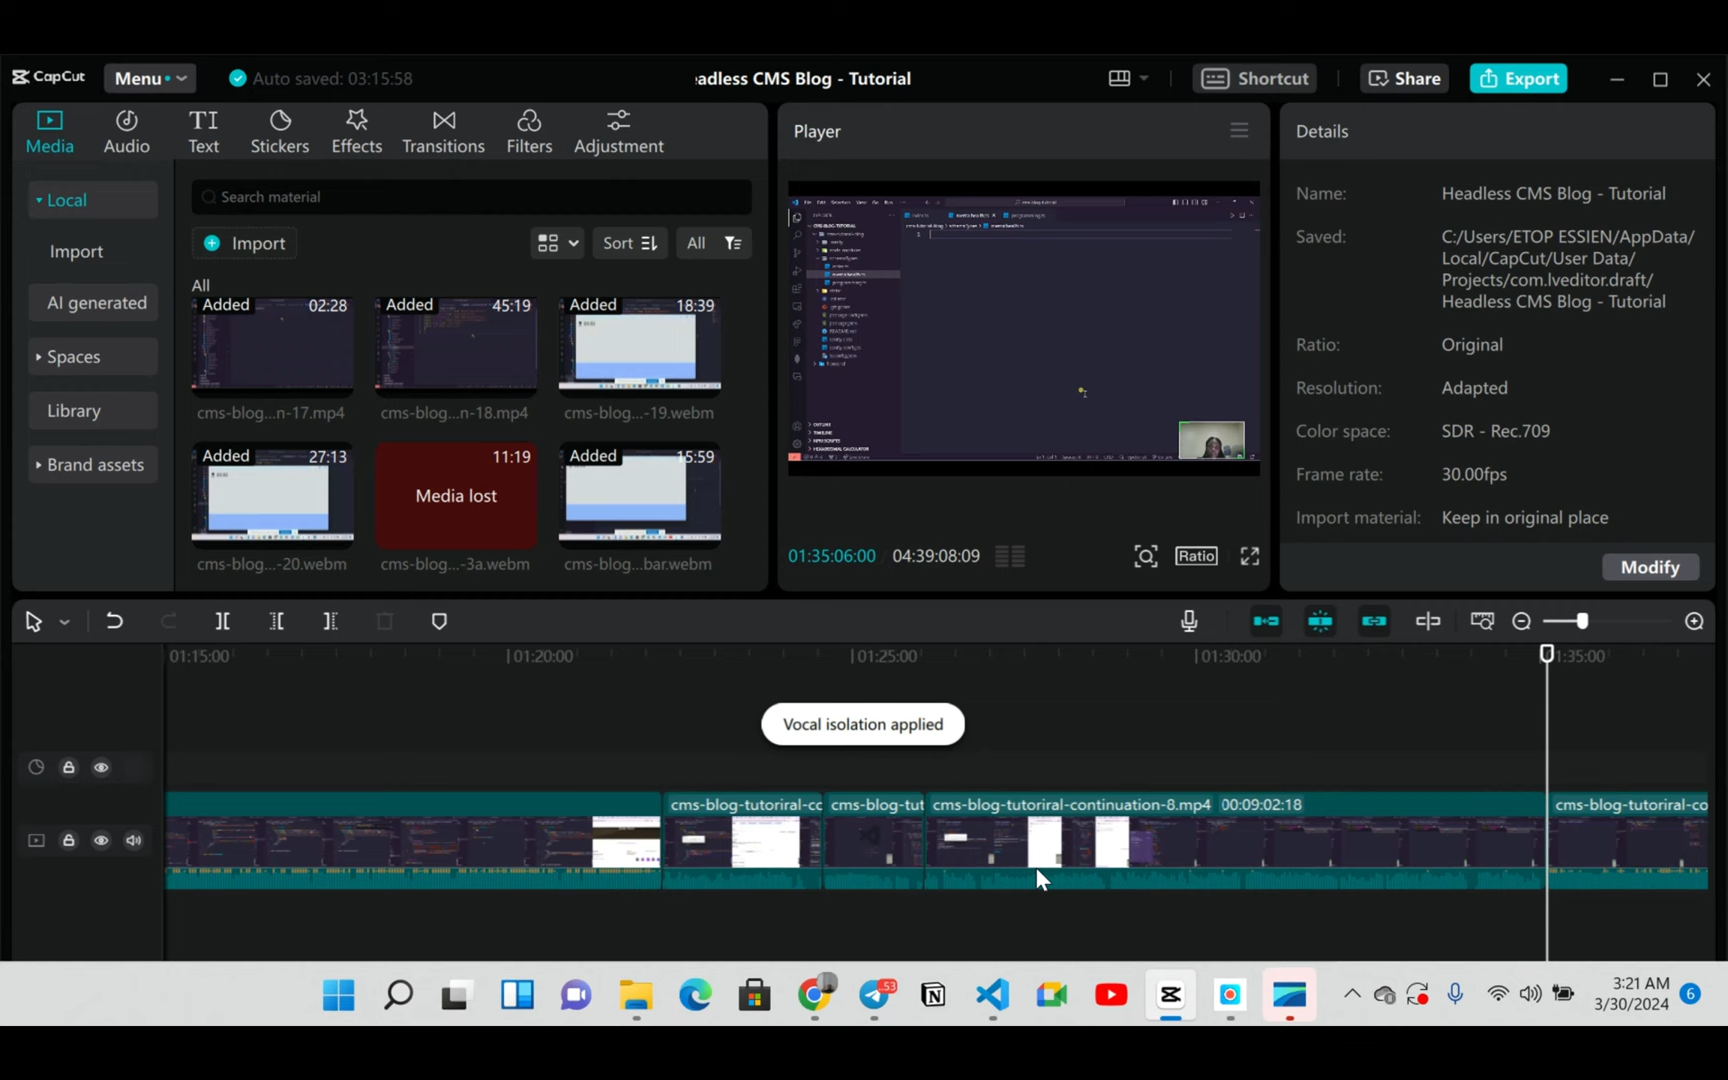 CapCut
Menu
Auto saved: 03:15:58
adless CMS Blog - Tutorial
Shortcut
Share
Export
Media
Audio
TI
Text
Stickers
Effects
Transitions
Filters
Adjustment
Local
Import
AI generated
Spaces
Library
Brand assets
Search material
Import
Sort
All
All
Added 02:28
Added 45:19
Added 18:39
cms-blog...n-17.mp4
cms-blog...n-18.mp4
cms-blog...-19.webm
Added 27:13
11:19
Media lost
Added 15:59
cms-blog...-20.webm
cms-blog...-3a.webm
cms-blog...bar.webm
Player
01:35:06:00
04:39:08:09
Ratio
Details
Name: Headless CMS Blog - Tutorial
Saved: C:/Users/ETOP ESSIEN/AppData/
Local/CapCut/User Data/
Projects/com.lveditor.draft/
Headless CMS Blog - Tutorial
Ratio: Original
Resolution: Adapted
Color space: SDR - Rec.709
Frame rate: 30.00fps
Import material: Keep in original place
Modify
01:15:00
01:20:00
01:25:00
01:30:00
1:35:00
Vocal isolation applied
cms-blog-tutoriral-cc
cms-blog-tut
cms-blog-tutoriral-continuation-8.mp4 00:09:02:18
cms-blog-tutoriral-co
53
3:21 AM
3/30/2024
6